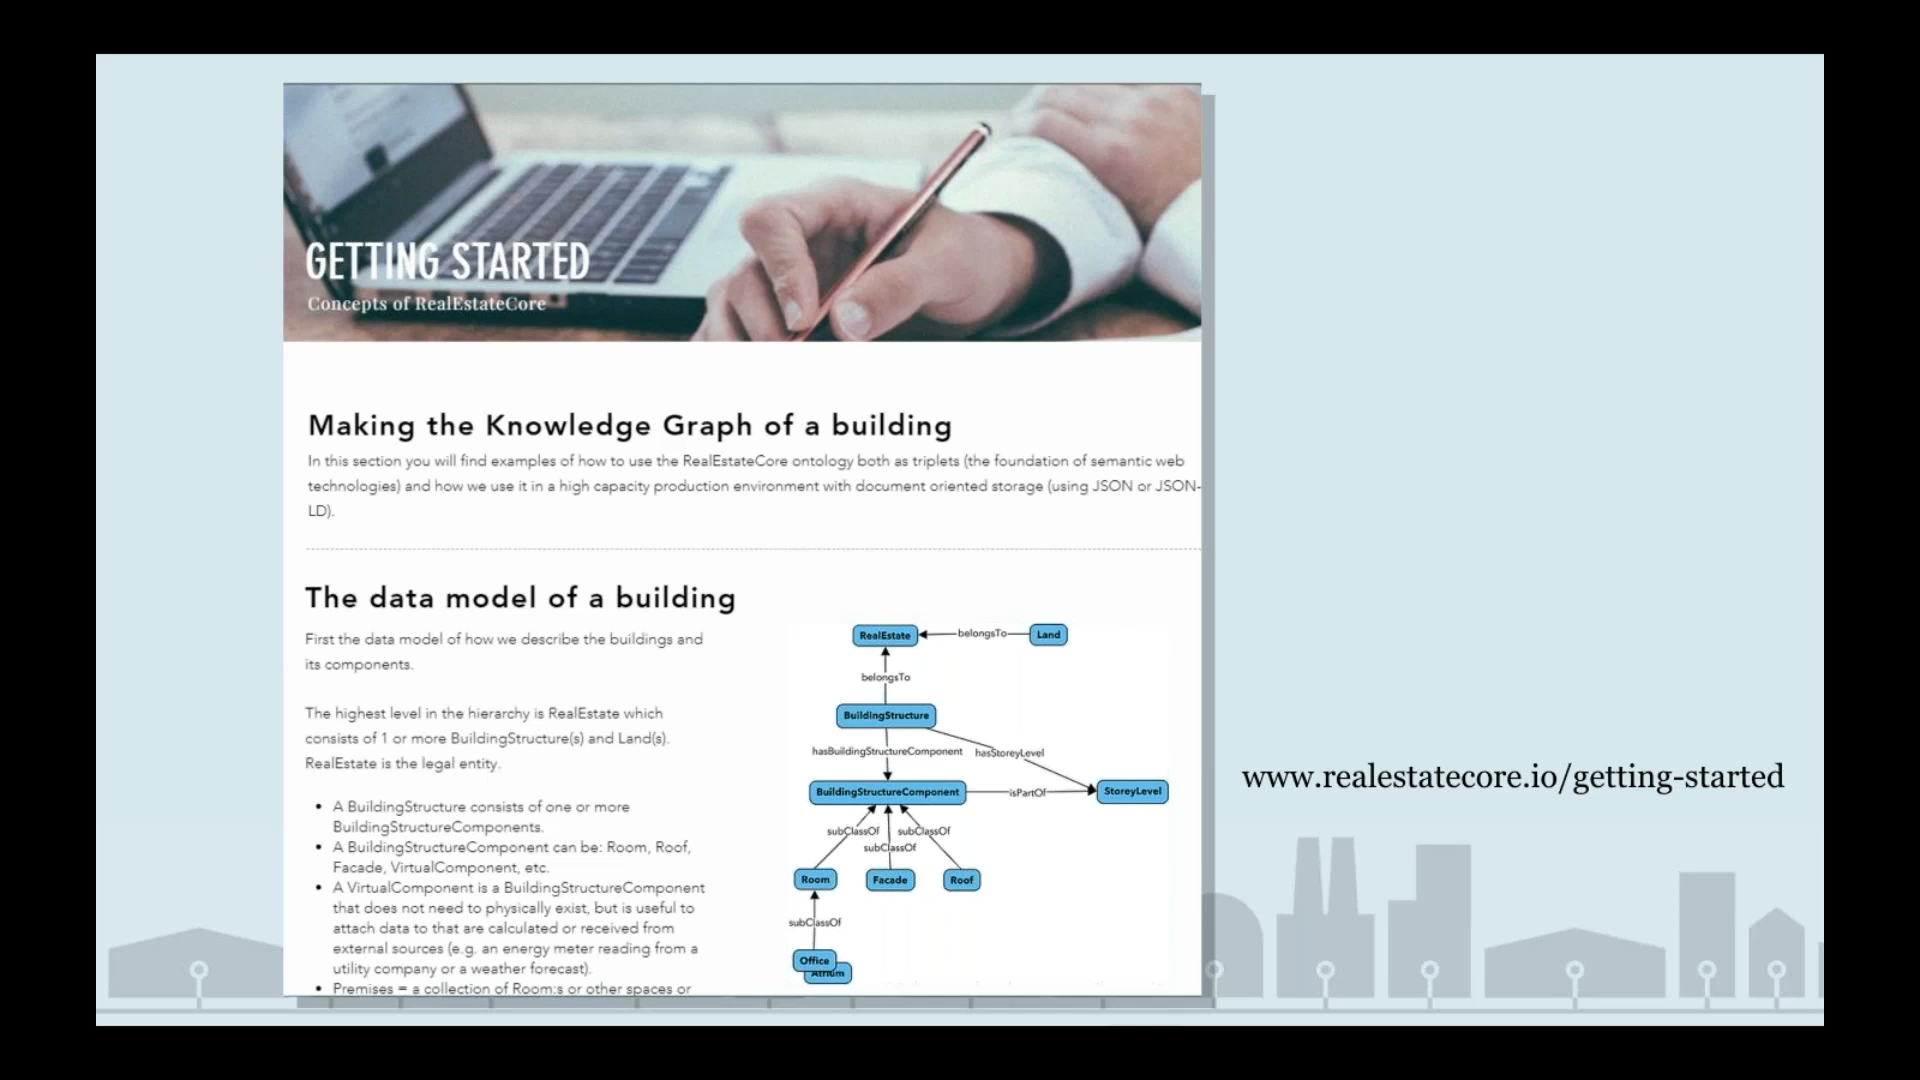 GETTING STARTED
Concepts of RealEstateCore
Making the Knowledge Graph of a building
In this section you will find examples of how to use the RealEstateCore ontology both as triplets (the foundation of semantic web
technologies) and how we use it in a high capacity production environment with document oriented storage (using JSON or JSON-
LD).
The data model of a building
First the data model of how we describe the buildings and
its components.
The highest level in the hierarchy is RealEstate which
consists of 1 or more BuildingStructure(s) and Land(s).
RealEstate is the legal entity.
• A BuildingStructure consists of one or more
BuildingStructureComponents.
• A BuildingStructureComponent can be: Room, Roof,
Facade, VirtualComponent, etc.
• A VirtualComponent is a BuildingStructureComponent
that does not need to physically exist, but is useful to
attach data to that are calculated or received from
external sources (e.g. an energy meter reading from a
utility company or a weather forecast).
• Premises = a collection of Room:s or other spaces or
RealEstate belongsTo Land
belongsTo
BuildingStructure
hasBuildingStructureComponent hasStoreyLevel
BuildingStructureComponent isPartOf StoreyLevel
subClassOf subClassOf
subClassOf
Room Facade Roof
subClassOf
Office
Atrium
www.realestatecore.io/getting-started